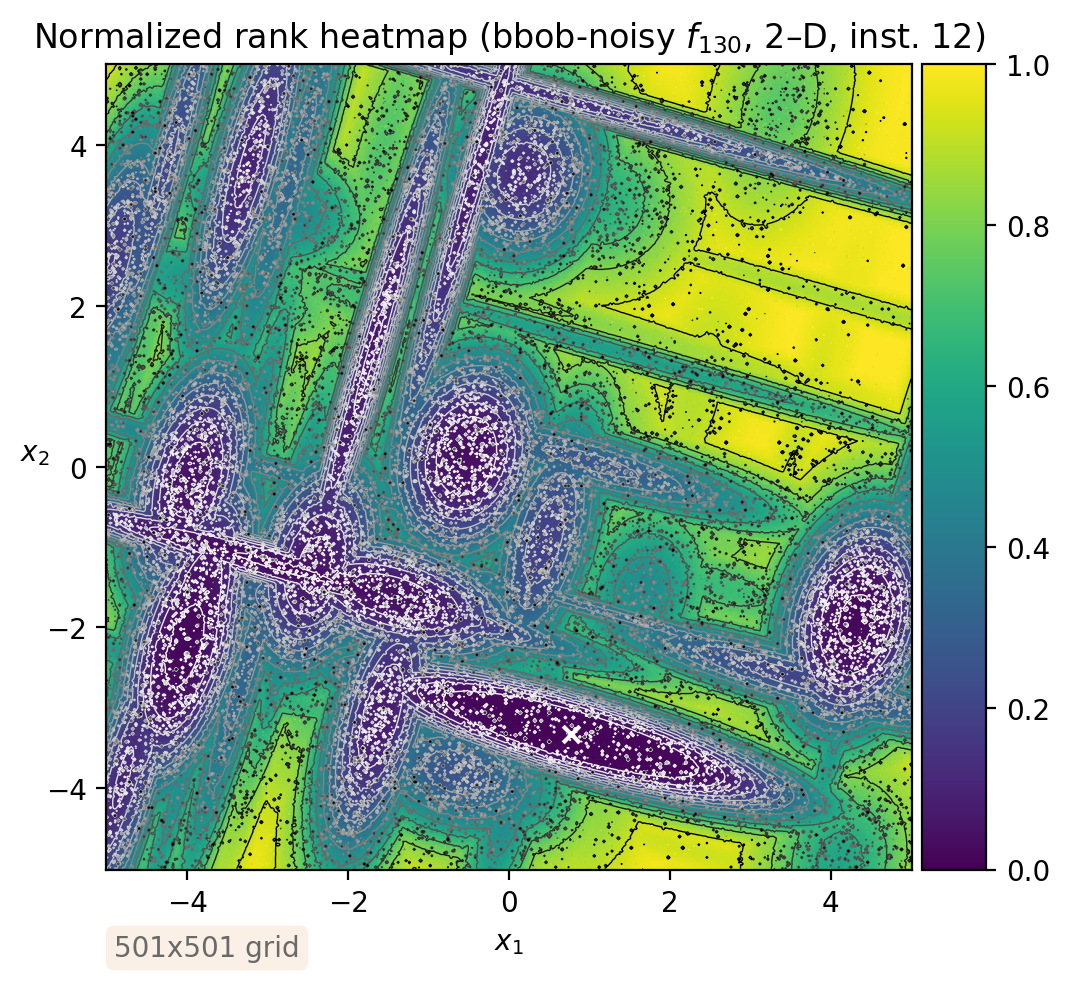 Normalized rank heatmap (bbob-noisy f₁₃₀, 2–D, inst. 12)
1.0
0.8
0.6
0.4
0.2
0.0
4
2
0
−2
−4
x₂
−4 −2 0 2 4
x₁
501x501 grid